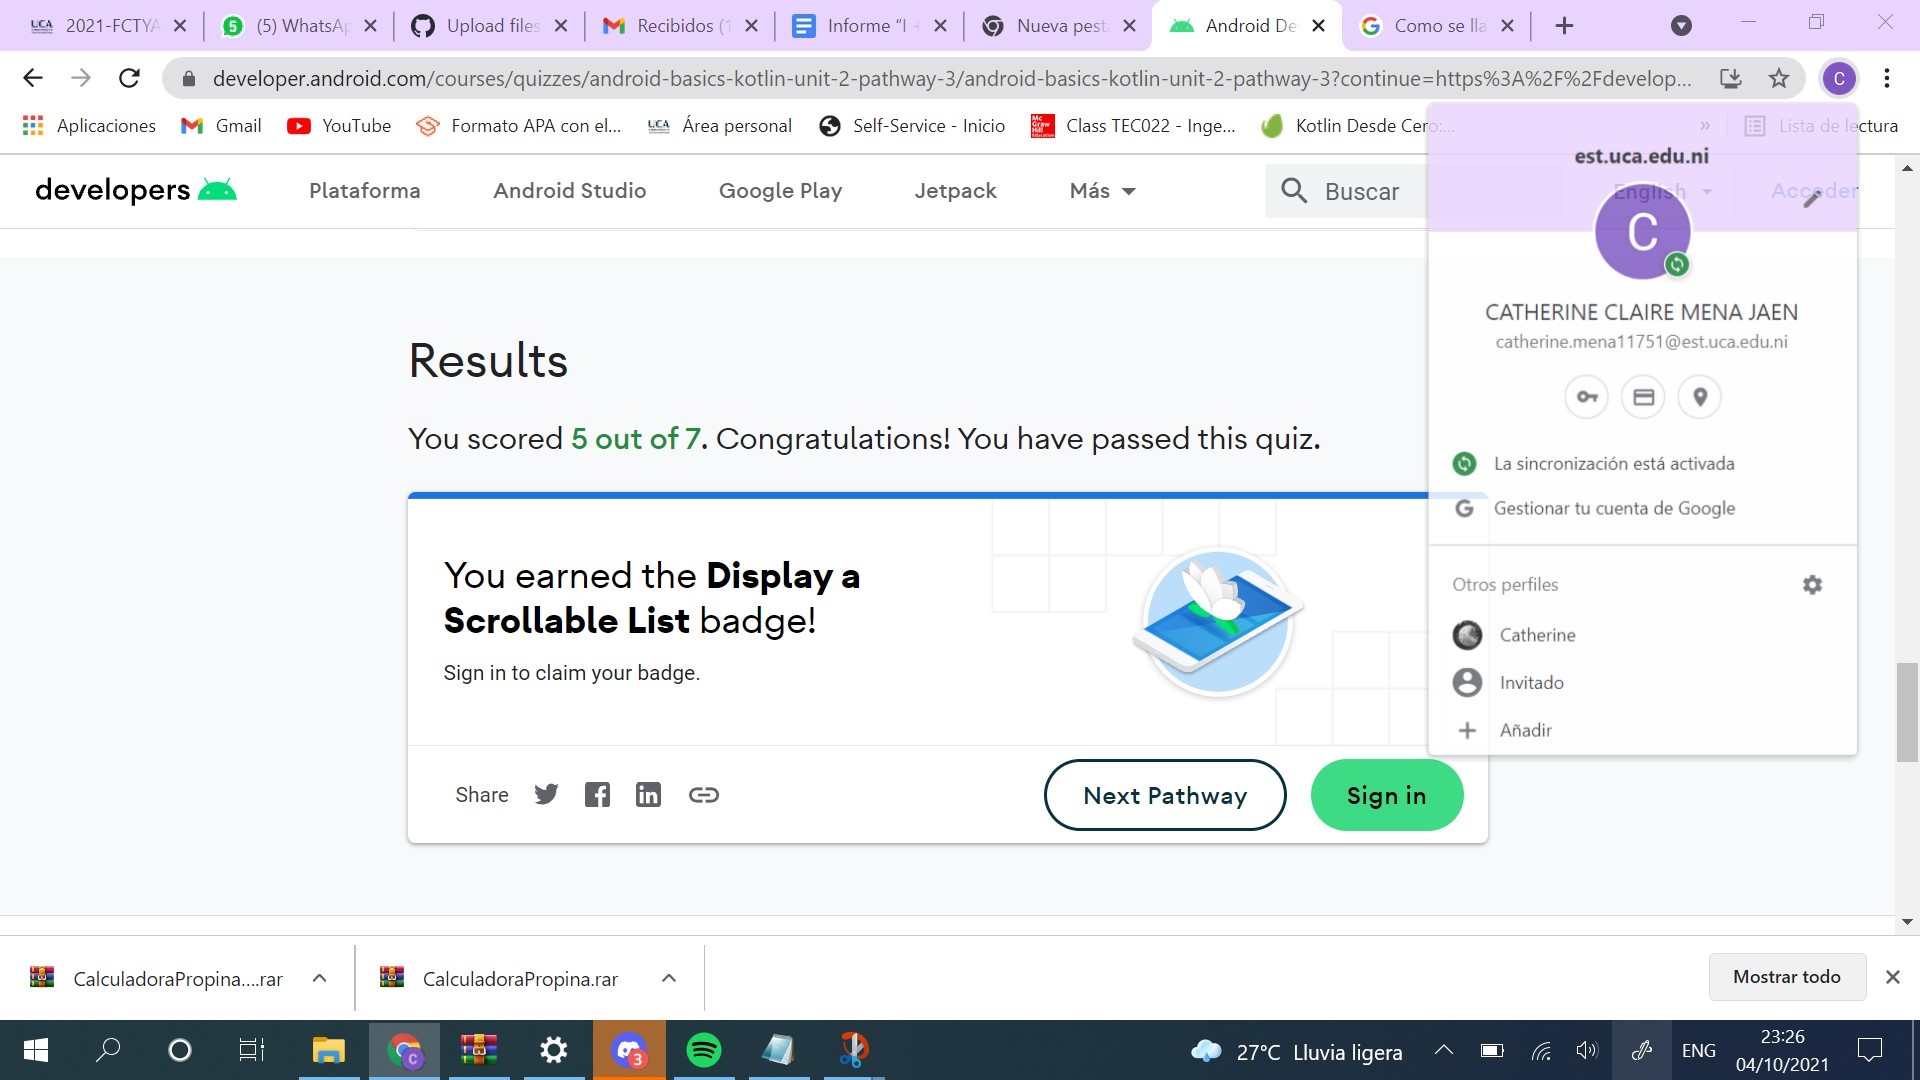 UCA 2021-FCTYA
(5) WhatsAp
Upload files
Recibidos (1
Informe "I +
Nueva pest
Android De
Como se lla
developer.android.com/courses/quizzes/android-basics-kotlin-unit-2-pathway-3/android-basics-kotlin-unit-2-pathway-3?continue=https%3A%2F%2Fdevelop...
C
Aplicaciones
Gmail
YouTube
Formato APA con el...
UCA Área personal
Self-Service - Inicio
Class TEC022 - Inge...
Kotlin Desde Cero:...
»
Lista de lectura
developers
Plataforma
Android Studio
Google Play
Jetpack
Más
Buscar
English
Acceder
est.uca.edu.ni
C
CATHERINE CLAIRE MENA JAEN
catherine.mena11751@est.uca.edu.ni
La sincronización está activada
Gestionar tu cuenta de Google
Otros perfiles
Catherine
Invitado
Añadir
Results
You scored 5 out of 7. Congratulations! You have passed this quiz.
You earned the Display a
Scrollable List badge!
Sign in to claim your badge.
Share
Next Pathway
Sign in
CalculadoraPropina....rar
CalculadoraPropina.rar
Mostrar todo
C
3
27°C Lluvia ligera
ENG
23:26
04/10/2021